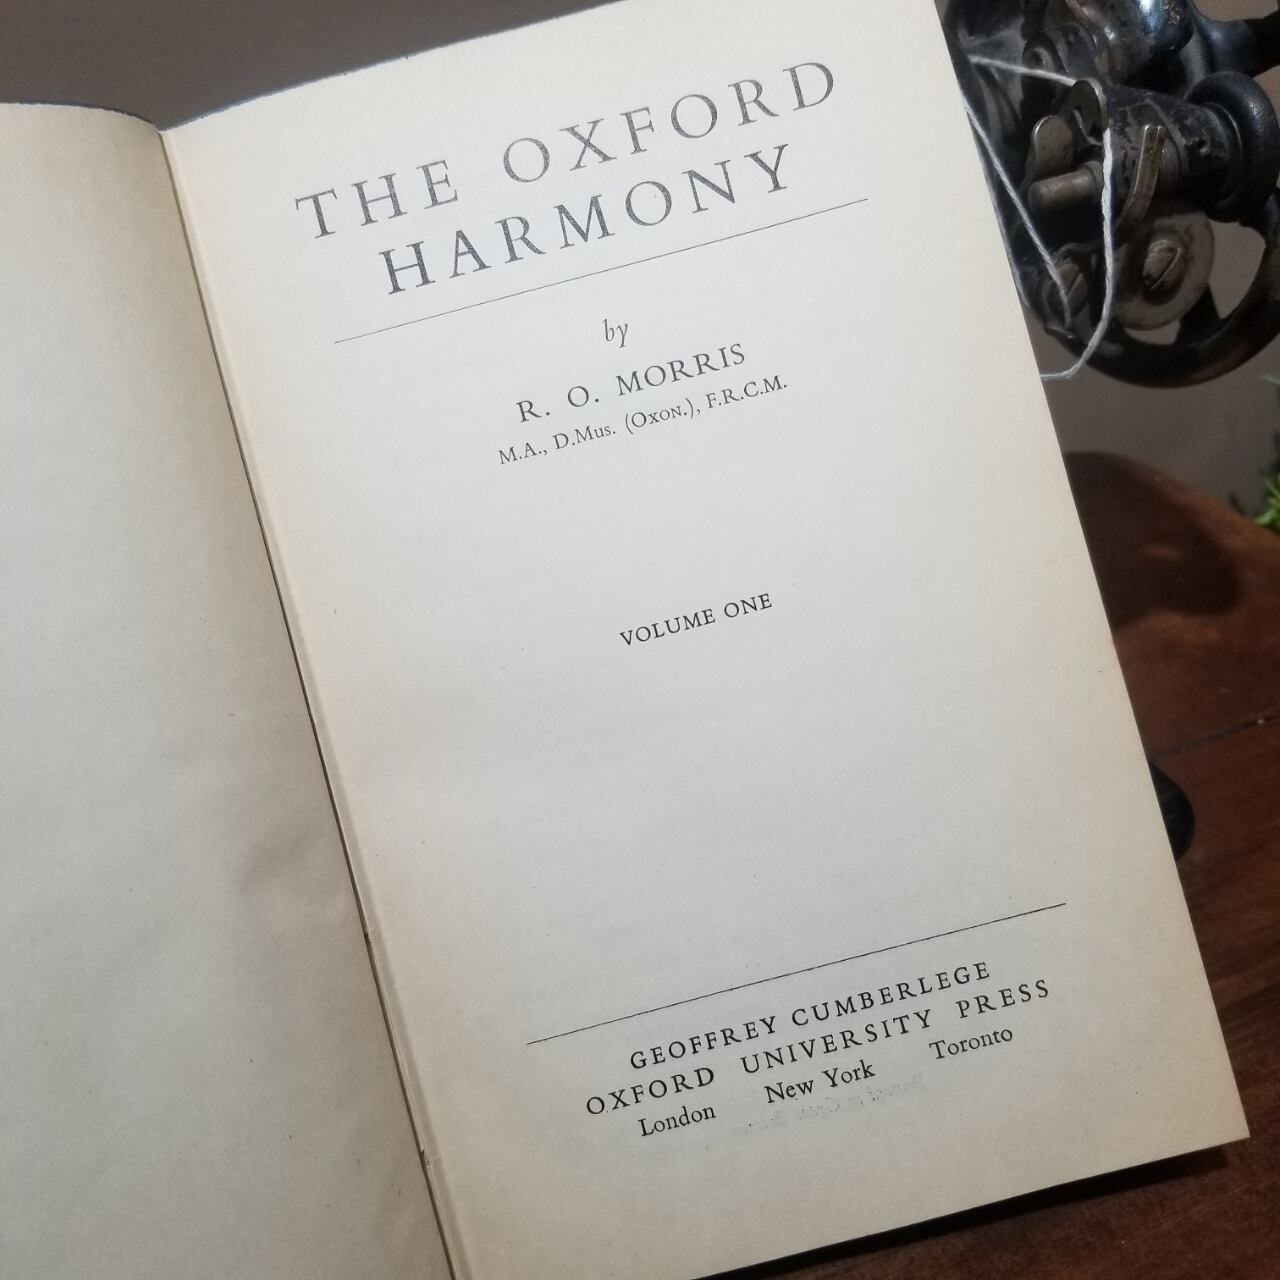 THE OXFORD
HARMONY
by
R. O. MORRIS
M.A., D.Mus. (Oxon.), F.R.C.M.
VOLUME ONE
GEOFFREY CUMBERLEGE
OXFORD UNIVERSITY PRESS
London New York Toronto